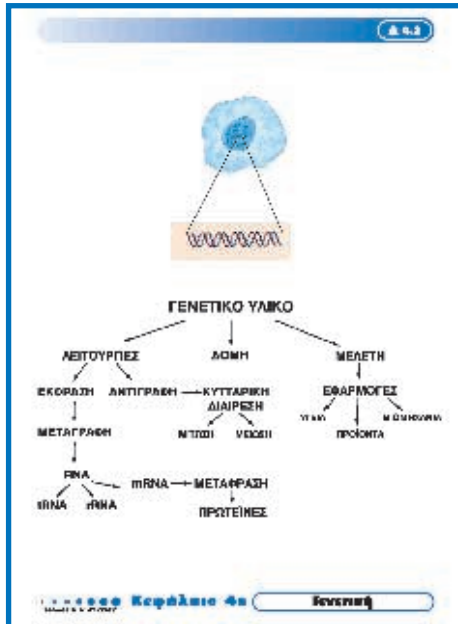 Δ 4.2
ΓΕΝΕΤΙΚΟ ΥΛΙΚΟ
ΛΕΙΤΟΥΡΓΙΕΣ ΔΟΜΗ ΜΕΛΕΤΗ
ΕΚΦΡΑΣΗ ΑΝΤΙΓΡΑΦΗ ΚΥΤΤΑΡΙΚΗ ΕΦΑΡΜΟΓΕΣ
ΔΙΑΙΡΕΣΗ
ΥΓΕΙΑ ΒΙΟΜΗΧΑΝΙΑ
ΜΕΤΑΓΡΑΦΗ ΜΙΤΩΣΗ ΜΕΙΩΣΗ ΠΡΟΪΟΝΤΑ
RNA mRNA ΜΕΤΑΦΡΑΣΗ
tRNA rRNA
ΠΡΩΤΕΪΝΕΣ
Κεφάλαιο 4ο Γενετική